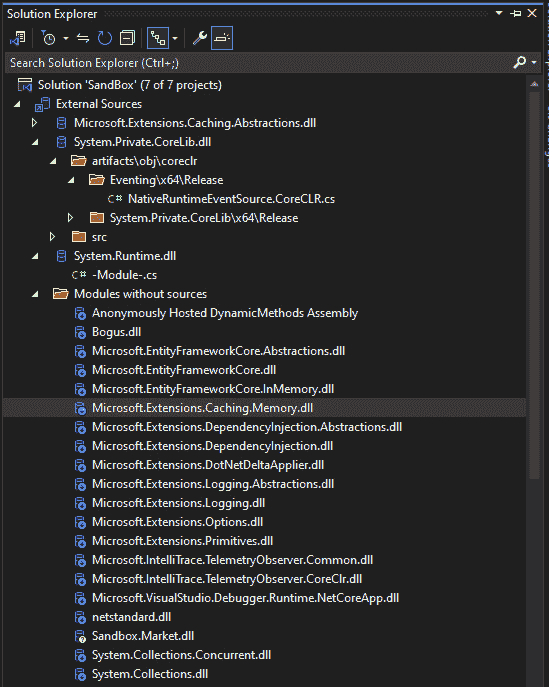 Solution Explorer
Search Solution Explorer (Ctrl+;)
Solution 'SandBox' (7 of 7 projects)
External Sources
Microsoft.Extensions.Caching.Abstractions.dll
System.Private.CoreLib.dll
artifacts\obj\coreclr
Eventing\x64\Release
C# NativeRuntimeEventSource.CoreCLR.cs
System.Private.CoreLib\x64\Release
src
System.Runtime.dll
C# -Module-.cs
Modules without sources
Anonymously Hosted DynamicMethods Assembly
Bogus.dll
Microsoft.EntityFrameworkCore.Abstractions.dll
Microsoft.EntityFrameworkCore.dll
Microsoft.EntityFrameworkCore.InMemory.dll
Microsoft.Extensions.Caching.Memory.dll
Microsoft.Extensions.DependencyInjection.Abstractions.dll
Microsoft.Extensions.DependencyInjection.dll
Microsoft.Extensions.DotNetDeltaApplier.dll
Microsoft.Extensions.Logging.Abstractions.dll
Microsoft.Extensions.Logging.dll
Microsoft.Extensions.Options.dll
Microsoft.Extensions.Primitives.dll
Microsoft.IntelliTrace.TelemetryObserver.Common.dll
Microsoft.IntelliTrace.TelemetryObserver.CoreClr.dll
Microsoft.VisualStudio.Debugger.Runtime.NetCoreApp.dll
netstandard.dll
Sandbox.Market.dll
System.Collections.Concurrent.dll
System.Collections.dll